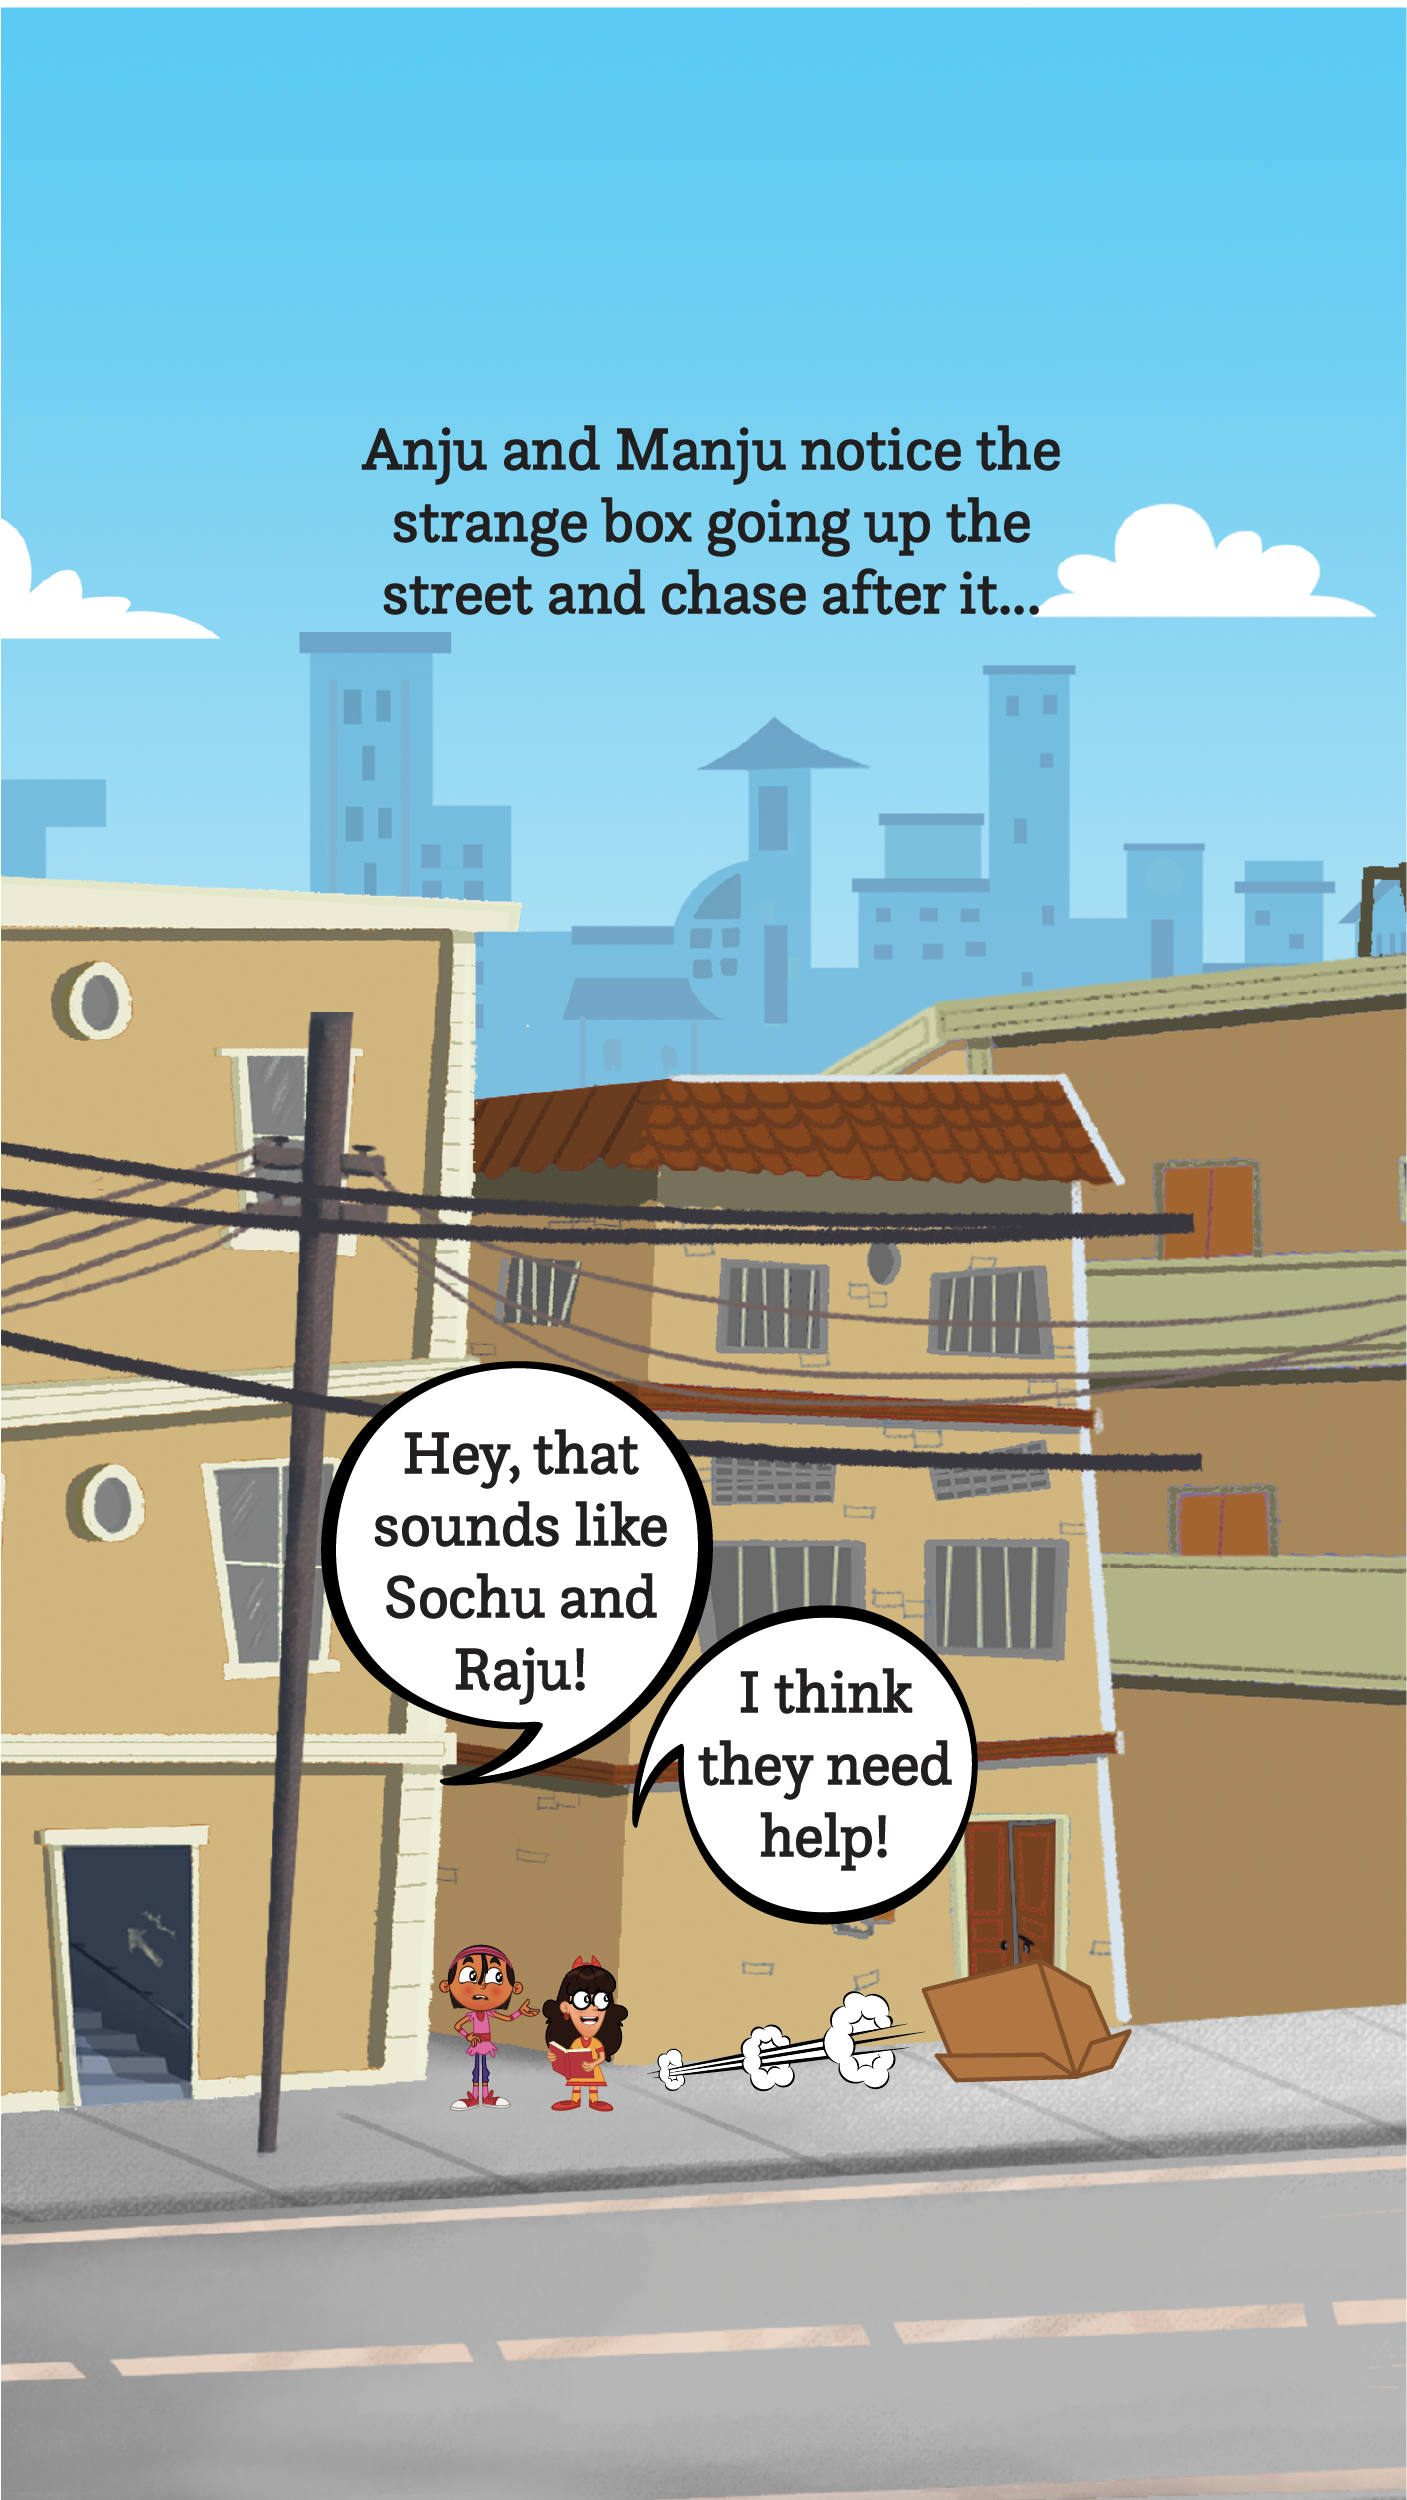 Anju and Manju notice the
strange box going up the
street and chase after it...
Hey, that
sounds like
Sochu and
Raju!
I think
they need
help!